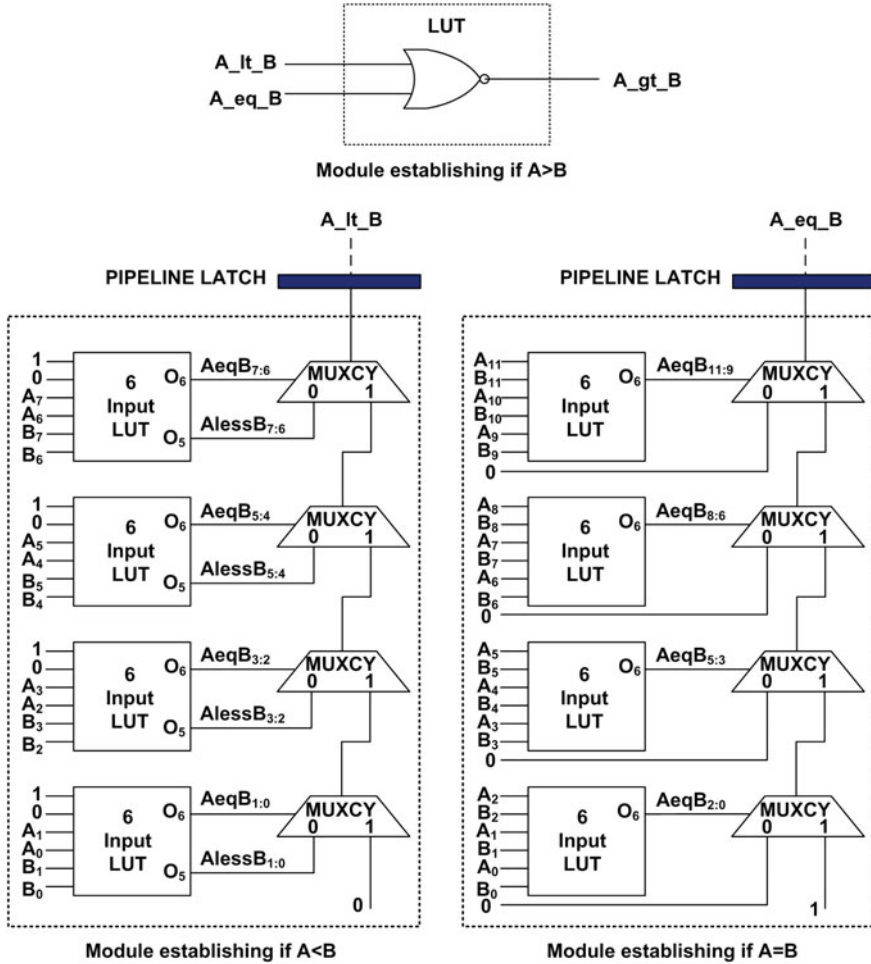 LUT
A_lt_B
A_eq_B
A_gt_B
Module establishing if A>B
A_lt_B
PIPELINE LATCH
1
0
A₇
A₆
B₇
B₆
6
Input
LUT
O₆
O₅
AeqB₇:₆
AlessB₇:₆
MUXCY
0 1
1
0
A₅
A₄
B₅
B₄
6
Input
LUT
O₆
O₅
AeqB₅:₄
AlessB₅:₄
MUXCY
0 1
1
0
A₃
A₂
B₃
B₂
6
Input
LUT
O₆
O₅
AeqB₃:₂
AlessB₃:₂
MUXCY
0 1
1
0
A₁
A₀
B₁
B₀
6
Input
LUT
O₆
O₅
AeqB₁:₀
AlessB₁:₀
MUXCY
0 1
0
Module establishing if A<B
A_eq_B
PIPELINE LATCH
A₁₁
B₁₁
A₁₀
B₁₀
A₉
B₉
0
6
Input
LUT
O₆
AeqB₁₁:₉
MUXCY
0 1
A₈
B₈
A₇
B₇
A₆
B₆
0
6
Input
LUT
O₆
AeqB₈:₆
MUXCY
0 1
A₅
B₅
A₄
B₄
A₃
B₃
0
6
Input
LUT
O₆
AeqB₅:₃
MUXCY
0 1
A₂
B₂
A₁
B₁
A₀
B₀
0
6
Input
LUT
O₆
AeqB₂:₀
MUXCY
0 1
1
Module establishing if A=B